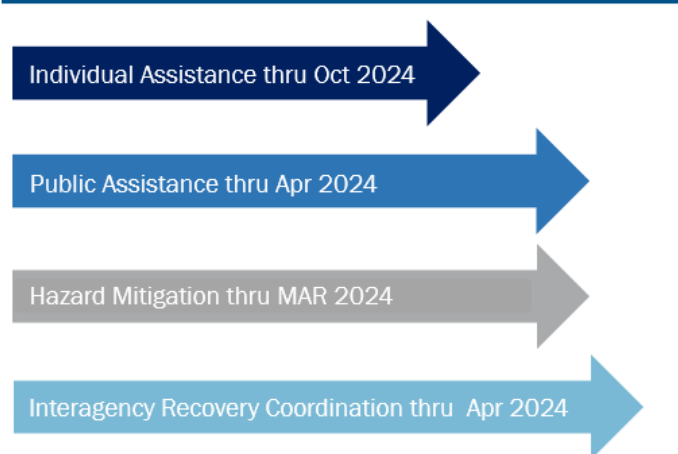 Individual Assistance thru Oct 2024
Public Assistance thru Apr 2024
Hazard Mitigation thru MAR 2024
Interagency Recovery Coordination thru  Apr 2024